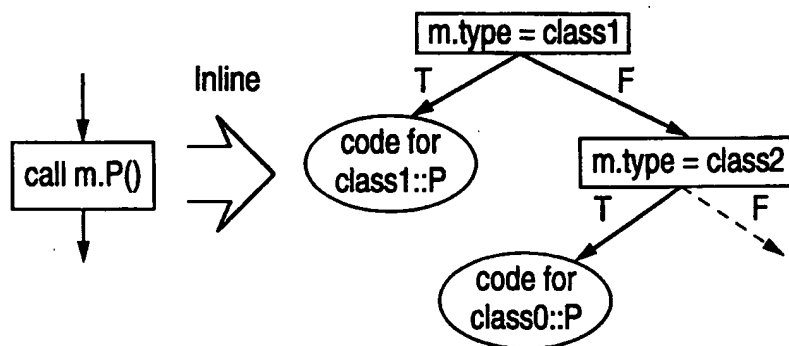 m.type = class1
T
F
Inline
call m.P()
code for
class1::P
m.type = class2
T
F
code for
class0::P